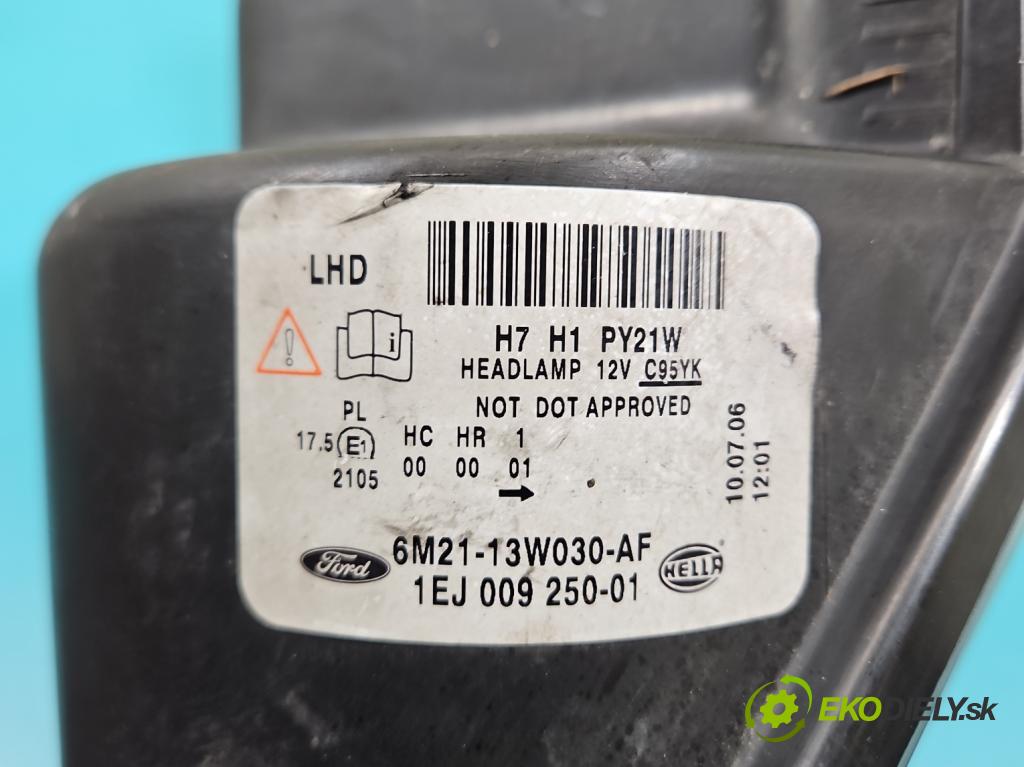 LHD
i
H7 H1 PY21W
HEADLAMP 12V C95YK
NOT DOT APPROVED
PL
17.5 E1
2105
HC HR 1
00 00 01
10.07.06
12:01
Ford
6M21-13W030-AF
HELLA
1EJ 009 250-01
EKODIELY.sk